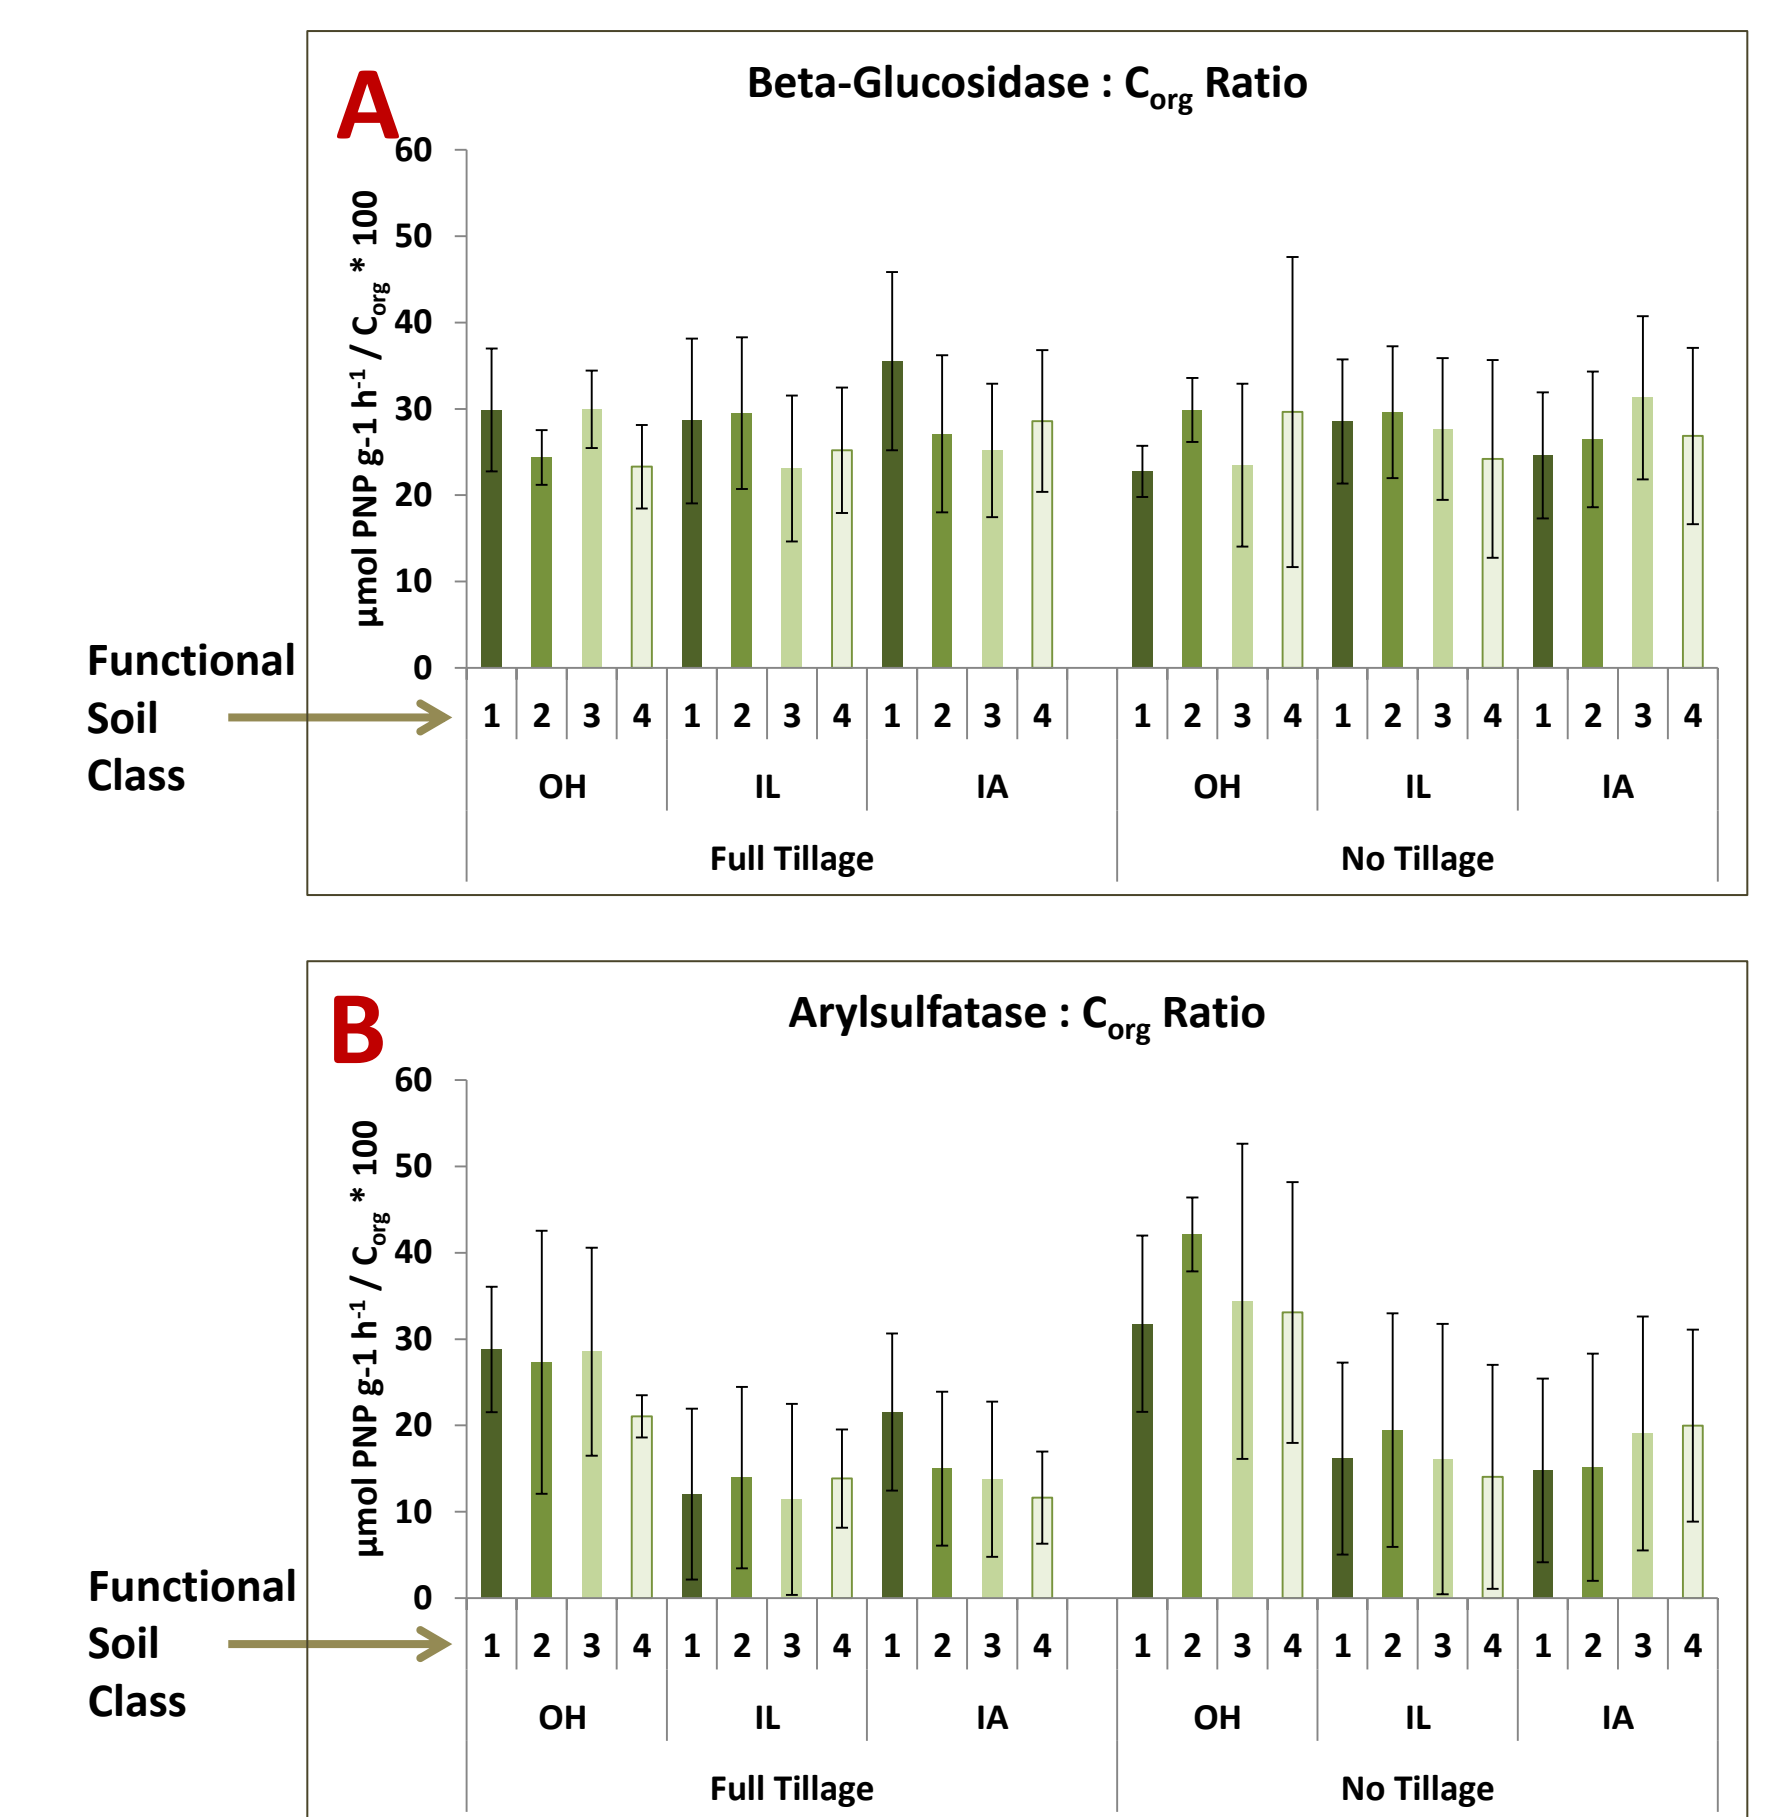 A
Beta-Glucosidase : Corg Ratio
µmol PNP g-1 h-1 / Corg * 100
60
50
40
30
20
10
0
Functional
Soil
Class
1 2 3 4 1 2 3 4 1 2 3 4 1 2 3 4 1 2 3 4 1 2 3 4
OH IL IA OH IL IA
Full Tillage No Tillage
B
Arylsulfatase : Corg Ratio
µmol PNP g-1 h-1 / Corg * 100
60
50
40
30
20
10
0
Functional
Soil
Class
1 2 3 4 1 2 3 4 1 2 3 4 1 2 3 4 1 2 3 4 1 2 3 4
OH IL IA OH IL IA
Full Tillage No Tillage